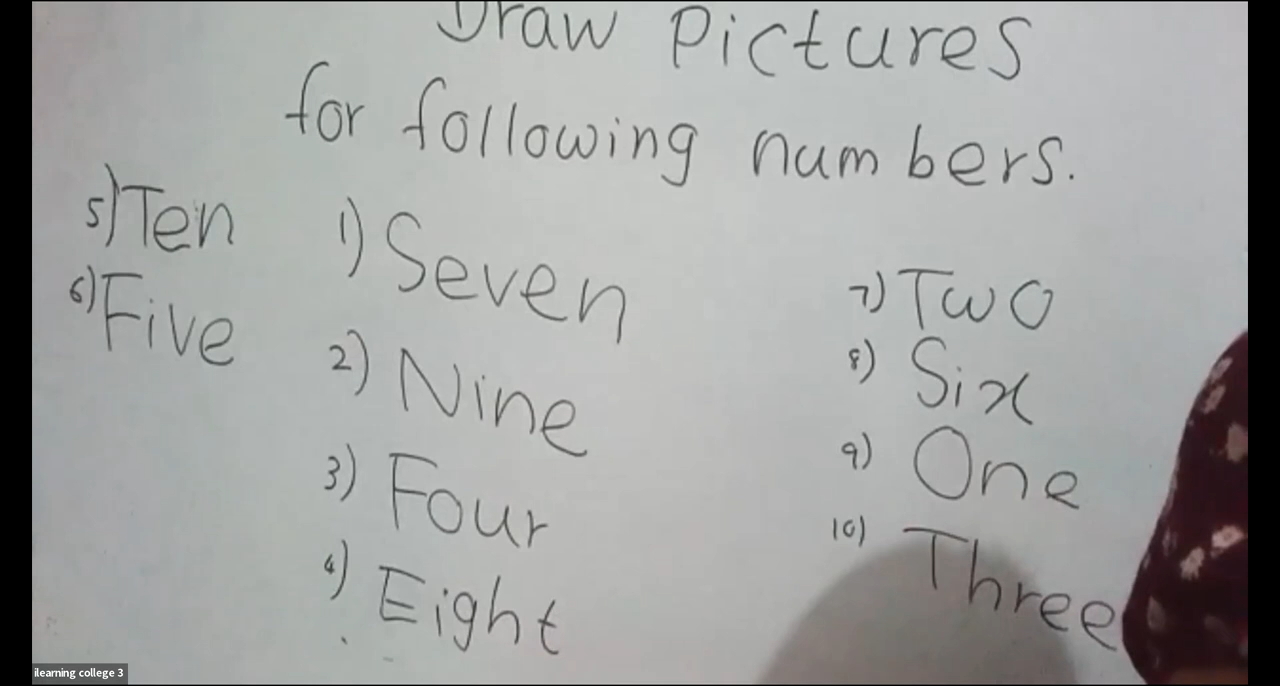 Draw Pictures
for following numbers.
1) Seven
2) Nine
3) Four
4) Eight
5) Ten
6) Five
7) Two
8) Six
9) One
10) Three
ilearning college 3